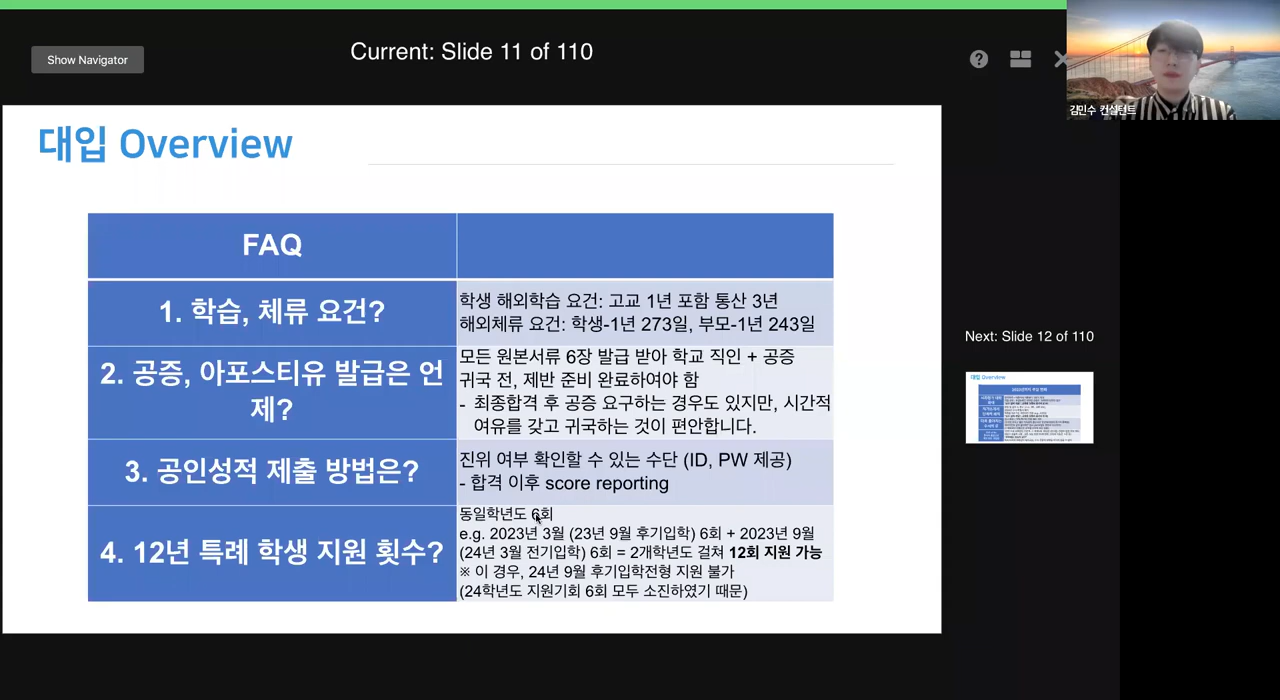 Show Navigator
Current: Slide 11 of 110
김민수 컨설턴트
대입 Overview
FAQ
1. 학습, 체류 요건?
학생 해외학습 요건: 고교 1년 포함 통산 3년
해외체류 요건: 학생-1년 273일, 부모-1년 243일
2. 공증, 아포스티유 발급은 언
제?
모든 원본서류 6장 발급 받아 학교 직인 + 공증
귀국 전, 제반 준비 완료하여야 함
- 최종합격 후 공증 요구하는 경우도 있지만, 시간적
여유를 갖고 귀국하는 것이 편안합니다.
3. 공인성적 제출 방법은?
진위 여부 확인할 수 있는 수단 (ID, PW 제공)
- 합격 이후 score reporting
4. 12년 특례 학생 지원 횟수?
동일학년도 6회
e.g. 2023년 3월 (23년 9월 후기입학) 6회 + 2023년 9월
(24년 3월 전기입학) 6회 = 2개학년도 걸쳐 12회 지원 가능
※ 이 경우, 24년 9월 후기입학전형 지원 불가
(24학년도 지원기회 6회 모두 소진하였기 때문)
Next: Slide 12 of 110
대입 Overview